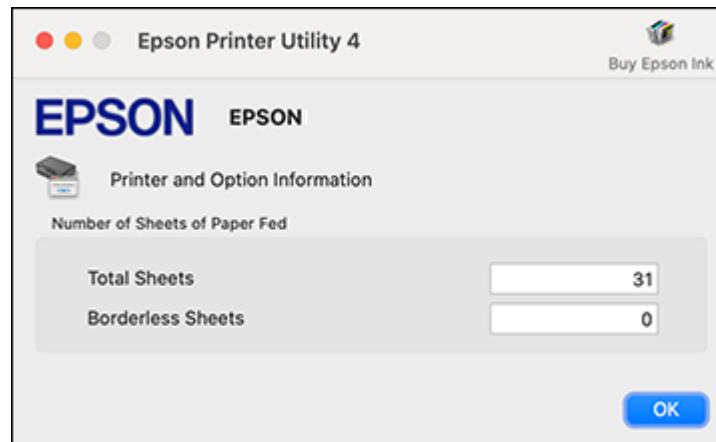 Epson Printer Utility 4
Buy Epson Ink
EPSON EPSON
Printer and Option Information
Number of Sheets of Paper Fed
Total Sheets 31
Borderless Sheets 0
OK